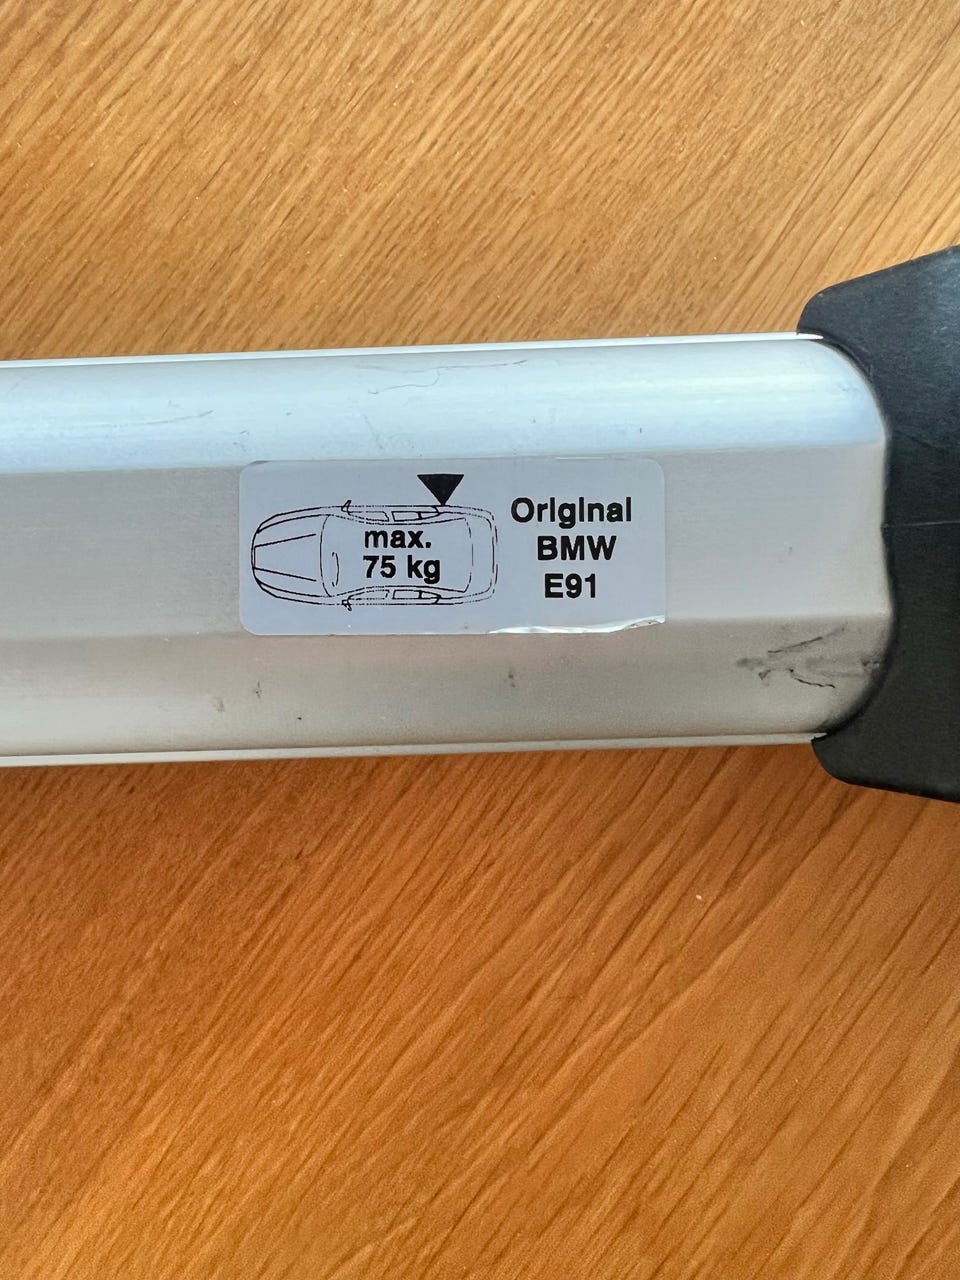 max.
75 kg
Original
BMW
E91